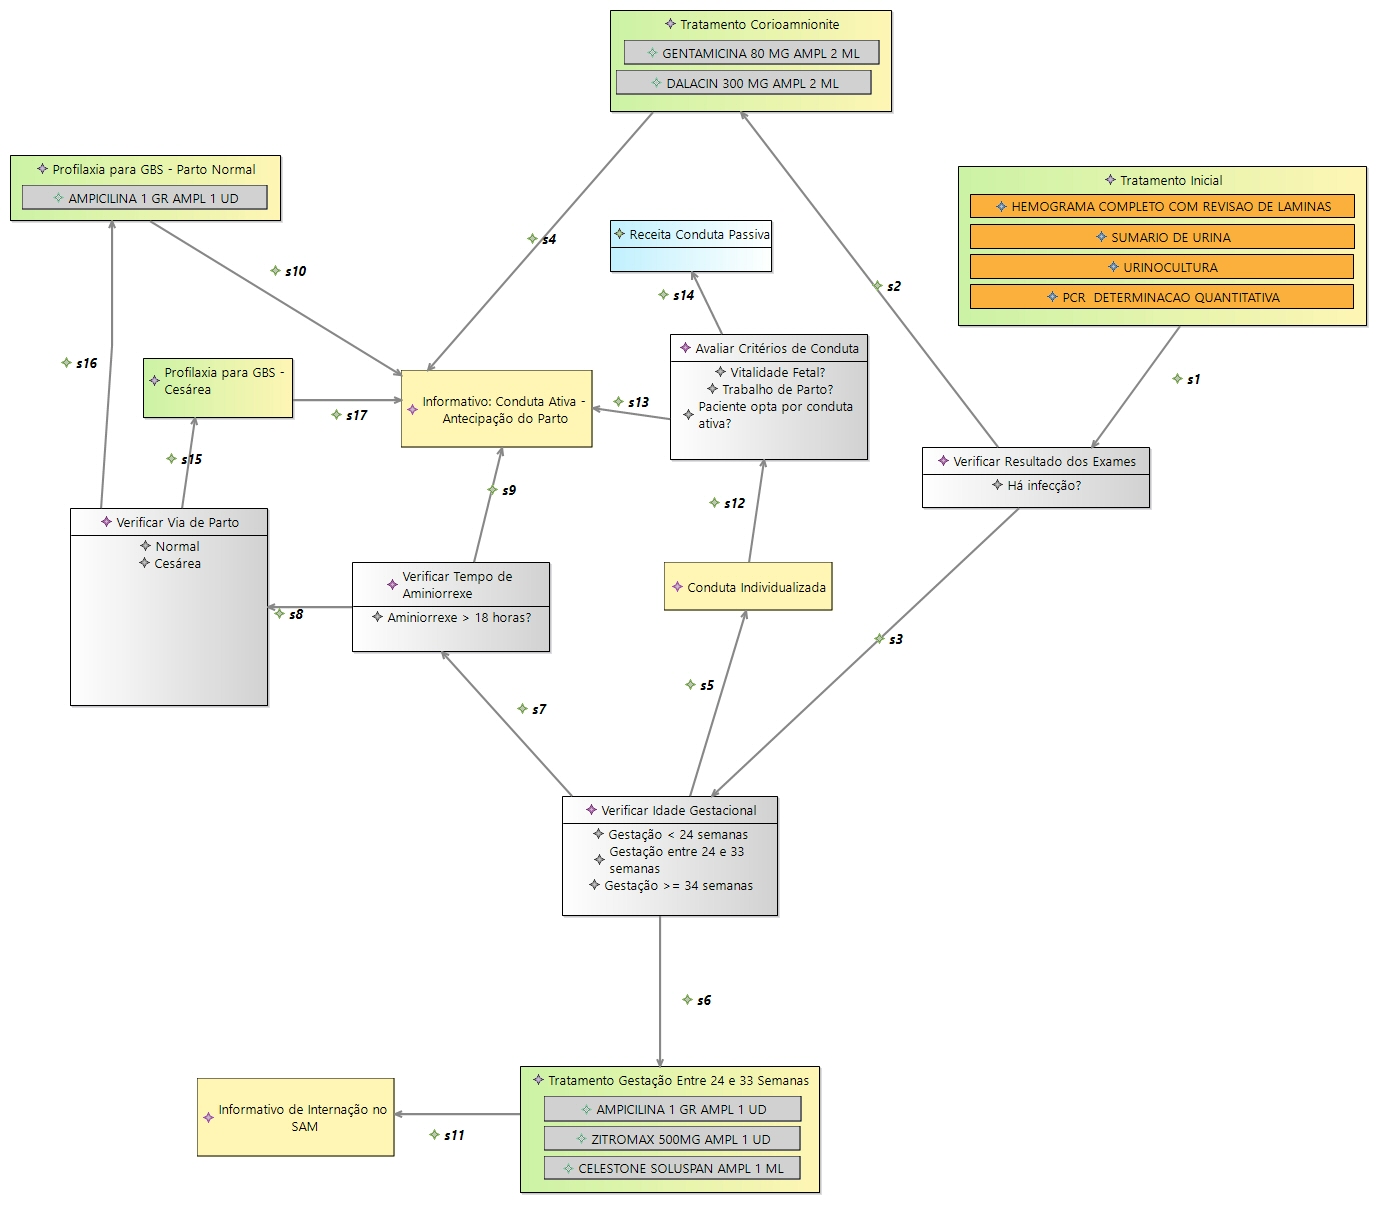 Tratamento Corioamnionite
GENTAMICINA 80 MG AMPL 2 ML
DALACIN 300 MG AMPL 2 ML
Profilaxia para GBS - Parto Normal
AMPICILINA 1 GR AMPL 1 UD
Tratamento Inicial
HEMOGRAMA COMPLETO COM REVISAO DE LAMINAS
SUMARIO DE URINA
URINOCULTURA
PCR  DETERMINACAO QUANTITATIVA
Receita Conduta Passiva
s4
s10
s2
s14
s16
s1
Avaliar Critérios de Conduta
Vitalidade Fetal?
Trabalho de Parto?
Paciente opta por conduta
ativa?
Profilaxia para GBS -
Cesárea
s17
Informativo: Conduta Ativa -
Antecipação do Parto
s13
s15
s9
s12
Verificar Resultado dos Exames
Há infecção?
Verificar Via de Parto
Normal
Cesárea
s8
Verificar Tempo de
Aminiorrexe
Aminiorrexe > 18 horas?
Conduta Individualizada
s3
s5
s7
Verificar Idade Gestacional
Gestação < 24 semanas
Gestação entre 24 e 33
semanas
Gestação >= 34 semanas
s6
Tratamento Gestação Entre 24 e 33 Semanas
AMPICILINA 1 GR AMPL 1 UD
ZITROMAX 500MG AMPL 1 UD
CELESTONE SOLUSPAN AMPL 1 ML
s11
Informativo de Internação no
SAM